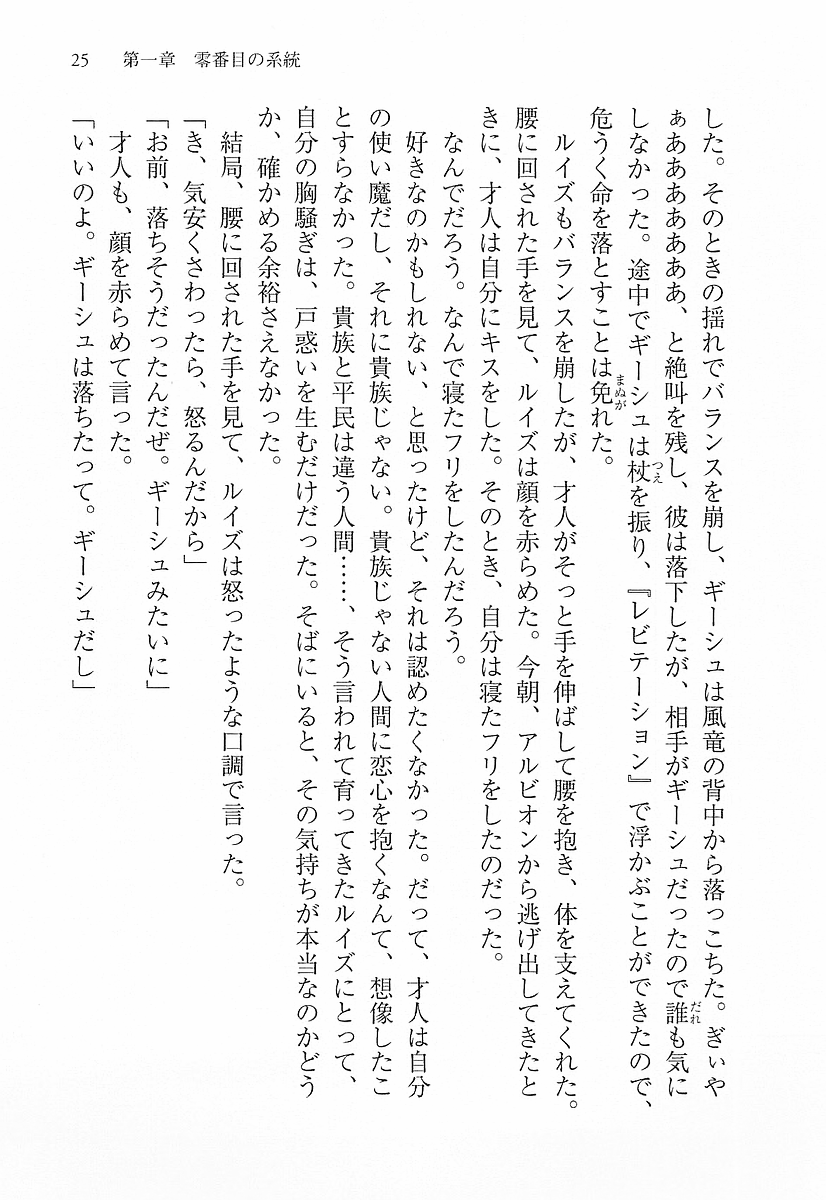 25 第一章 零番目の系統
した。そのときの揺れでバランスを崩し、ギーシュは風竜の背中から落っこちた。ぎぃや
ぁあああああああ、と絶叫を残し、彼は落下したが、相手がギーシュだったので誰も気に
しなかった。途中でギーシュは杖を振り、『レビテーション』で浮かぶことができたので、
危うく命を落とすことは免れた。
ルイズもバランスを崩したが、才人がそっと手を伸ばして腰を抱き、体を支えてくれた。
腰に回された手を見て、ルイズは顔を赤らめた。今朝、アルビオンから逃げ出してきたと
きに、才人は自分にキスをした。そのとき、自分は寝たフリをしたのだった。
なんでだろう。なんで寝たフリをしたんだろう。
好きなのかもしれない、と思ったけど、それは認めたくなかった。だって、才人は自分
の使い魔だし、それに貴族じゃない。貴族じゃない人間に恋心を抱くなんて、想像したこ
とすらなかった。貴族と平民は違う人間……、そう言われて育ってきたルイズにとって、
自分の胸騒ぎは、戸惑いを生むだけだった。そばにいると、その気持ちが本当なのかどう
か、確かめる余裕さえなかった。
結局、腰に回された手を見て、ルイズは怒ったような口調で言った。
「き、気安くさわったら、怒るんだから」
「お前、落ちそうだったんだぜ。ギーシュみたいに」
才人も、顔を赤らめて言った。
「いいのよ。ギーシュは落ちたって。ギーシュだし」